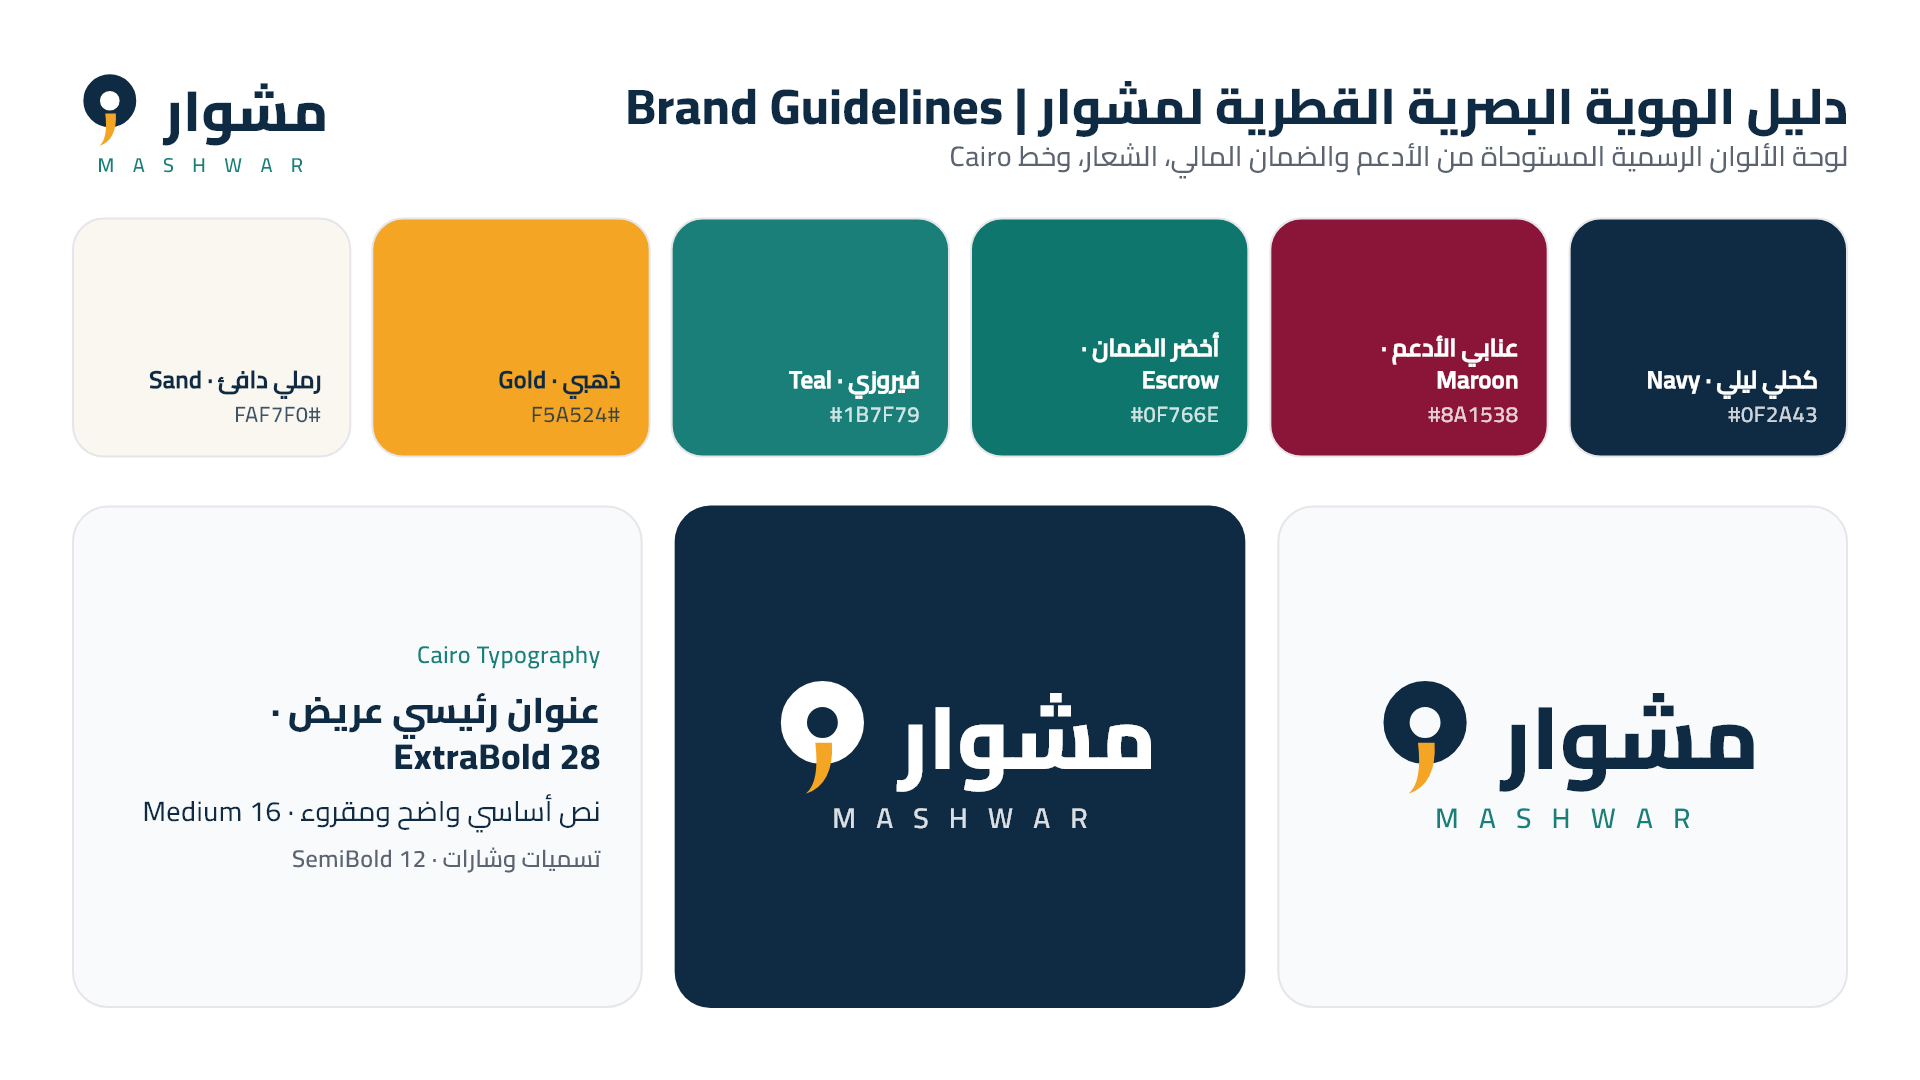 دليل الهوية البصرية القطرية لمشوار | Brand Guidelines
لوحة الألوان الرسمية المستوحاة من الأدعم والضمان المالي، الشعار، وخط Cairo
مشوار
MASHWAR
كحلي ليلي · Navy
#0F2A43
عنابي الأدعم ·
Maroon
#8A1538
أخضر الضمان ·
Escrow
#0F766E
فيروزي · Teal
#1B7F79
ذهبي · Gold
F5A524#
رملي دافئ · Sand
FAF7F0#
مشوار
MASHWAR
مشوار
MASHWAR
Cairo Typography
عنوان رئيسي عريض ·
ExtraBold 28
نص أساسي واضح ومقروء · Medium 16
تسميات وشارات · SemiBold 12